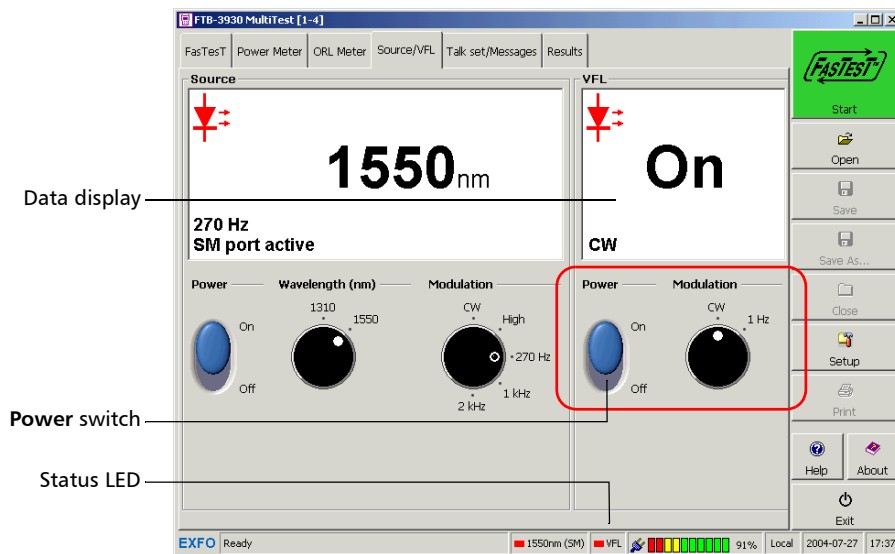 FTB-3930 MultiTest [1-4]
FasTesT Power Meter ORL Meter Source/VFL Talk set/Messages Results
Source
1550nm
270 Hz
SM port active
VFL
On
CW
Power Wavelength (nm) Modulation
On
Off
1310
1550
CW
High
270 Hz
1 kHz
2 kHz
Power Modulation
On
Off
CW
1 Hz
FASTEST™
Start
Open
Save
Save As...
Close
Setup
Print
Help About
Exit
Data display
Power switch
Status LED
EXFO Ready 1550nm (SM) VFL 91% Local 2004-07-27 17:37